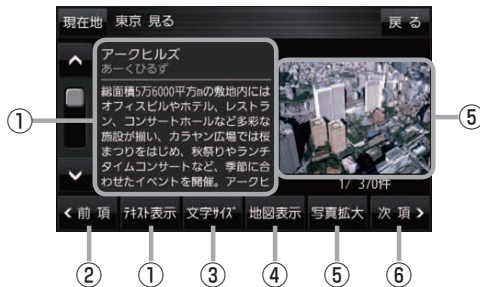 現在地 東京 見る 戻る
アークヒルズ
あーくひるず
総面積5万6000平方mの敷地内には
オフィスビルやホテル、レストラ
ン、コンサートホールなど多彩な
施設が揃い、カラヤン広場では桜
まつりをはじめ、秋祭りやランチ
タイムコンサートなど、季節に合
わせたイベントを開催。アークヒ
① ⑤
1/ 370件
前 項 ﾃｷｽﾄ表示 文字ｻｲｽﾞ 地図表示 写真拡大 次 項
② ① ③ ④ ⑤ ⑥